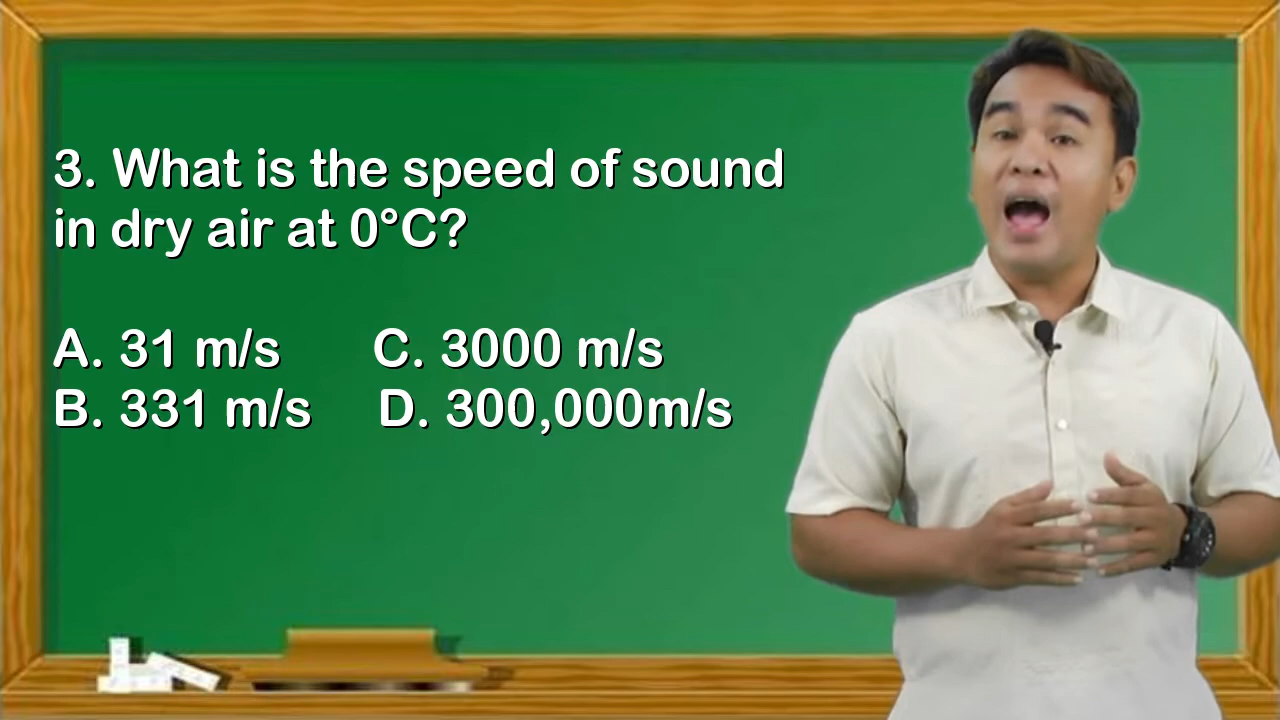 3. What is the speed of sound
in dry air at 0°C?
A. 31 m/s C. 3000 m/s
B. 331 m/s D. 300,000m/s